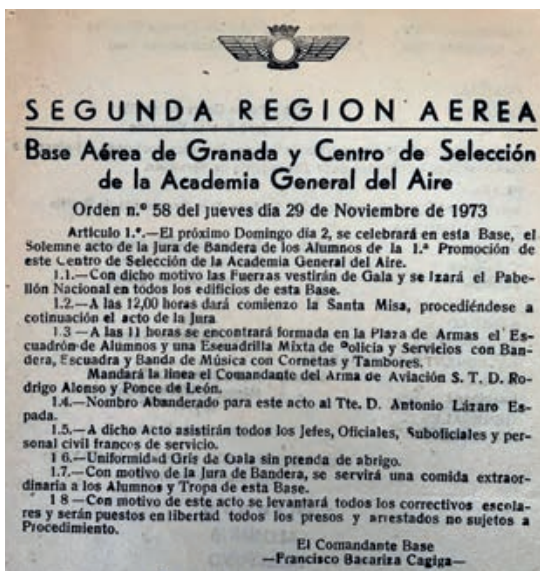 SEGUNDA REGION AEREA
Base Aérea de Granada y Centro de Selección
de la Academia General del Aire
Orden n.º 58 del jueves día 29 de Noviembre de 1973
Artículo 1.º.—El próximo Domingo día 2, se celebrará en esta Base, el
Solemne acto de la Jura de Bandera de los Alumnos de la 1.ª Promoción de
este Centro de Selección de la Academia General del Aire.
1.1.—Con dicho motivo las Fuerzas vestirán de Gala y se izará el Pabe-
llón Nacional en todos los edificios de esta Base.
1.2.—A las 12,00 horas dará comienzo la Santa Misa, procediéndose a
cotinuación el acto de la Jura
1.3 —A las 11 horas se encontrará formada en la Plaza de Armas el Es-
cuadrón de Alumnos y una Escuadrilla Mixta de Policía y Servicios con Ban-
dera, Escuadra y Banda de Música con Cornetas y Tambores.
Mandará la línea el Comandante del Arma de Aviación S. T. D. Ro-
drigo Alonso y Ponce de León.
1.4.—Nombro Abanderado para este acto al Tte. D. Antonio Lázaro Es-
pada.
1.5.—A dicho Acto asistirán todos los Jefes, Oficiales, Suboficiales y per-
sonal civil francos de servicio.
1 6.—Uniformidad Gris de Gala sin prenda de abrigo.
1.7.—Con motivo de la Jura de Bandera, se servirá una comida extraor-
dinaria a los Alumnos y Tropa de esta Base.
1 8 —Con motivo de este acto se levantará todos los correctivos escola-
res y serán puestos en libertad todos los presos y arrestados no sujetos a
Procedimiento.
El Comandante Base
—Francisco Bacariza Cagiga—